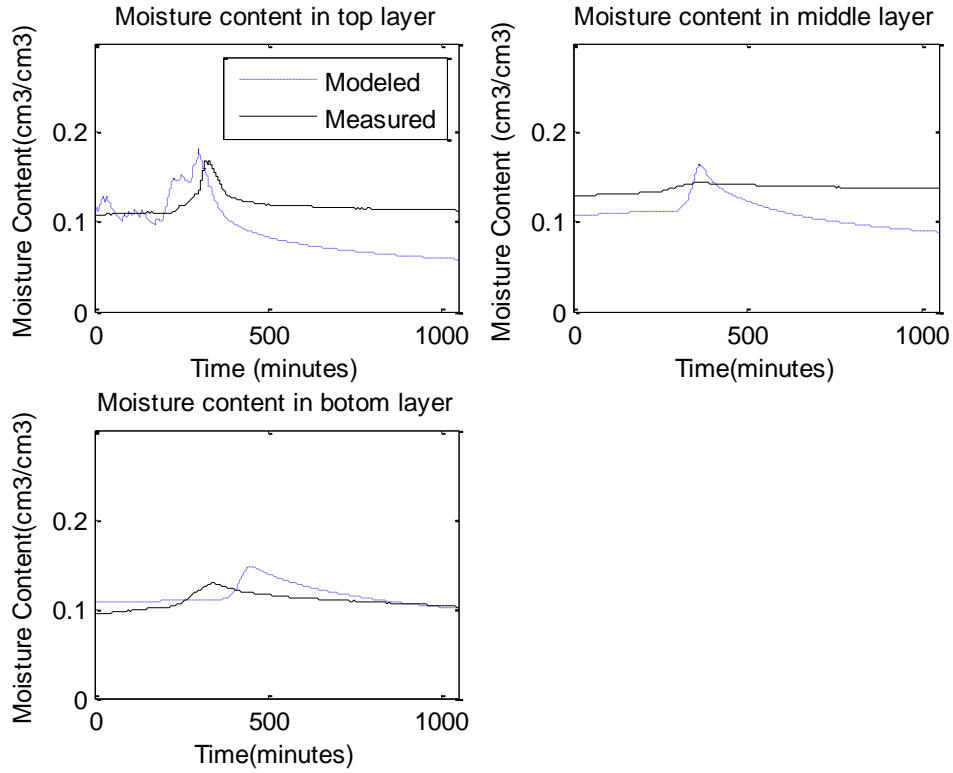 Moisture content in top layer
Moisture Content(cm3/cm3)
0.2
0.1
0
Modeled
Measured
0 500 1000
Time (minutes)
Moisture content in middle layer
Moisture Content (cm3/cm3)
0.2
0.1
0
0 500 1000
Time(minutes)
Moisture content in botom layer
Moisture Content(cm3/cm3)
0.2
0.1
0
0 500 1000
Time(minutes)